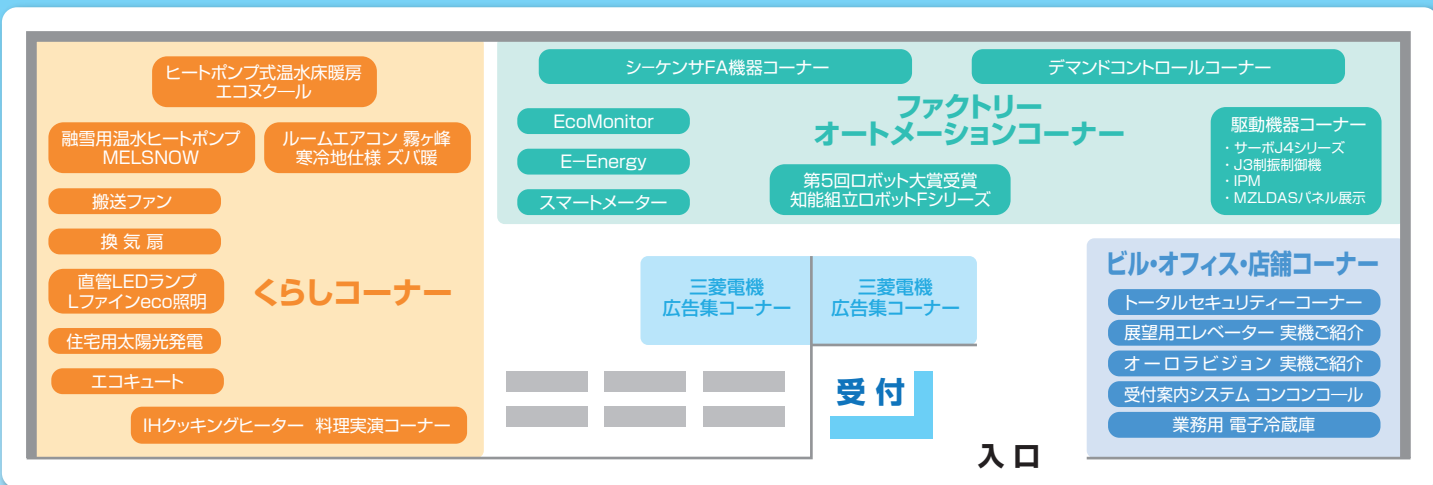 ヒートポンプ式温水床暖房
エコヌクール
融雪用温水ヒートポンプ
MELSNOW
ルームエアコン 霧ヶ峰
寒冷地仕様 ズバ暖
搬送ファン
換気扇
直管LEDランプ
Lファインeco照明
住宅用太陽光発電
エコキュート
IHクッキングヒーター 料理実演コーナー
くらしコーナー
シーケンサFA機器コーナー
デマンドコントロールコーナー
EcoMonitor
E-Energy
スマートメーター
ファクトリー
オートメーションコーナー
第5回ロボット大賞受賞
知能組立ロボットFシリーズ
駆動機器コーナー
・サーボJ4シリーズ
・J3制振制御機
・IPM
・MZLDASパネル展示
三菱電機
広告集コーナー
三菱電機
広告集コーナー
受付
入口
ビル・オフィス・店舗コーナー
トータルセキュリティーコーナー
展望用エレベーター 実機ご紹介
オーロラビジョン 実機ご紹介
受付案内システム コンコンコール
業務用 電子冷蔵庫